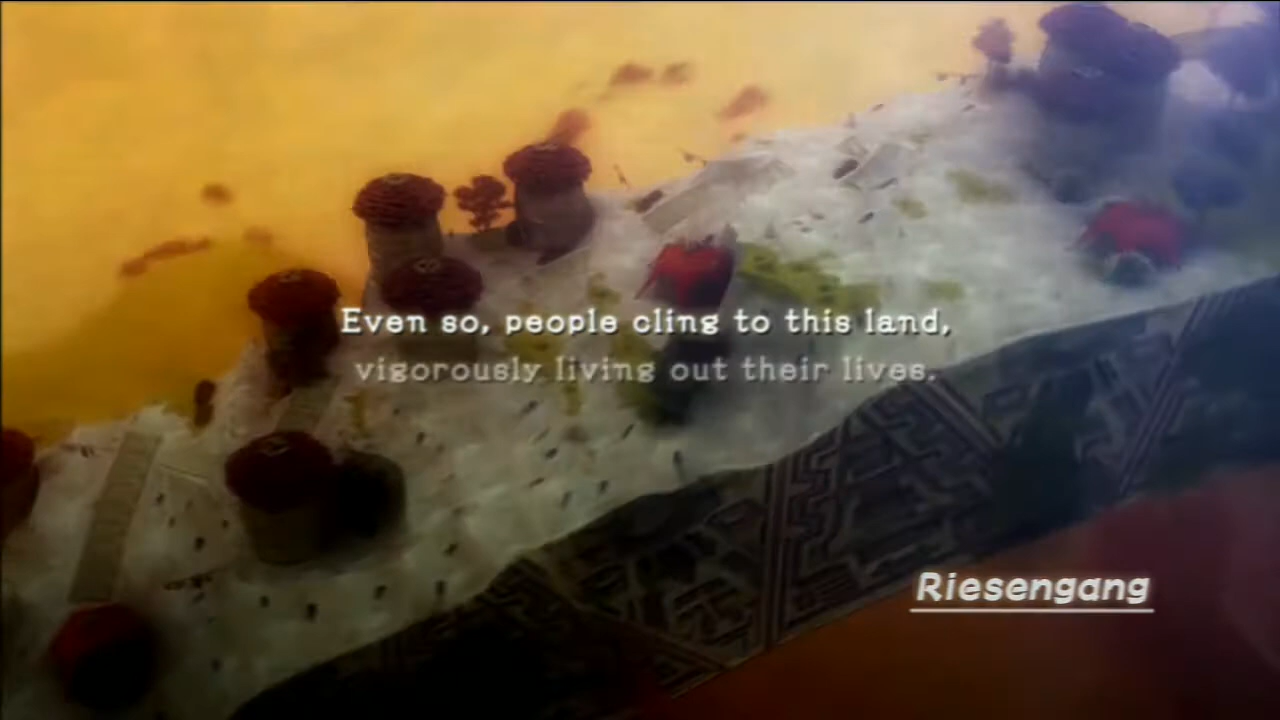 Even so, people cling to this land,
vigorously living out their lives.
Riesengang